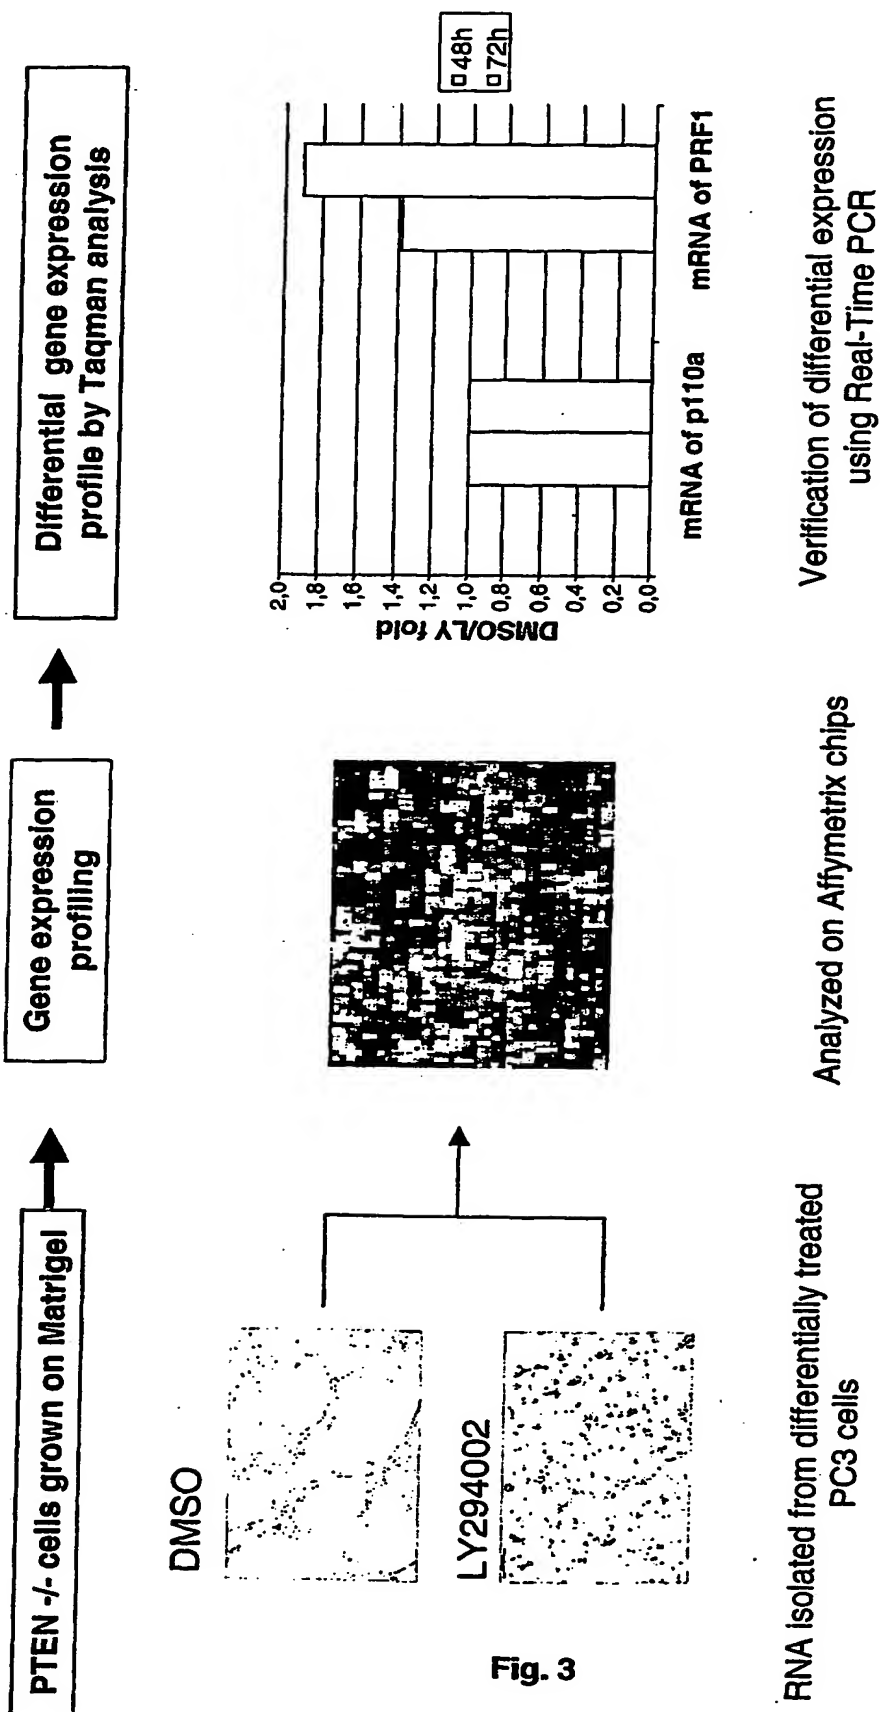 PTEN -/- cells grown on Matrigel
Gene expression
profilling
Differential gene expression
profile by Taqman analysis
DMSO
LY294002
DMSO/LY fold
2,0
1,8
1,6
1,4
1,2
1,0
0,8
0,6
0,4
0,2
0,0
mRNA of p110a
mRNA of PRF1
48h
72h
RNA isolated from differentially treated
PC3 cells
Analyzed on Affymetrix chips
Verification of differential expression
using Real-Time PCR
Fig. 3